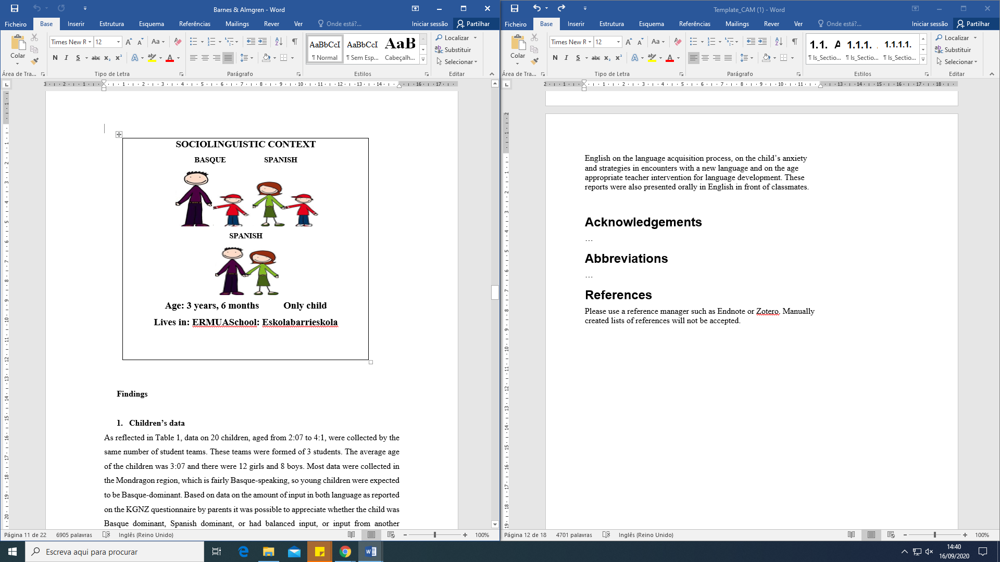 Barnes & Almgren - Word
Ficheiro Base Inserir Estrutura Esquema Referências Mailings Rever Ver Onde está?... Iniciar sessão Partilhar
Colar
Times New R 12
AaBbCcI AaBbCcI AaB
¶ Normal ¶ Sem Esp... Cabeçalh...
Localizar
Substituir
Selecionar
Área de Tra... Tipo de Letra Parágrafo Estilos Editar
SOCIOLINGUISTIC CONTEXT
BASQUE SPANISH
SPANISH
Age: 3 years, 6 months Only child
Lives in: ERMUASchool: Eskolabarrieskola
Findings
1. Children's data
As reflected in Table 1, data on 20 children, aged from 2:07 to 4:1, were collected by the
same number of student teams. These teams were formed of 3 students. The average age
of the children was 3:07 and there were 12 girls and 8 boys. Most data were collected in
the Mondragon region, which is fairly Basque-speaking, so young children were expected
to be Basque-dominant. Based on data on the amount of input in both language as reported
on the KGNZ questionnaire by parents it was possible to appreciate whether the child was
Basque dominant, Spanish dominant, or had balanced input, or input from another
Página 11 de 22 6905 palavras Inglês (Reino Unido) 100%
Template_CAM (1) - Word
Ficheiro Base Inserir Estrutura Esquema Referências Mailings Rever Ver Onde está?... Iniciar sessão Partilhar
Colar
Times New R 12
1.1. A 1.1.1. 1.1.1.1.
¶ Is_Sectio... ¶ Is_Sectio... ¶ Is_Sectio...
Localizar
Substituir
Selecionar
Área de Tra... Tipo de Letra Parágrafo Estilos Editar
English on the language acquisition process, on the child's anxiety
and strategies in encounters with a new language and on the age
appropriate teacher intervention for language development. These
reports were also presented orally in English in front of classmates.
Acknowledgements
...
Abbreviations
...
References
Please use a reference manager such as Endnote or Zotero. Manually
created lists of references will not be accepted.
Página 12 de 18 4701 palavras Inglês (Reino Unido) 100%
Escreva aqui para procurar
14:40
16/09/2020